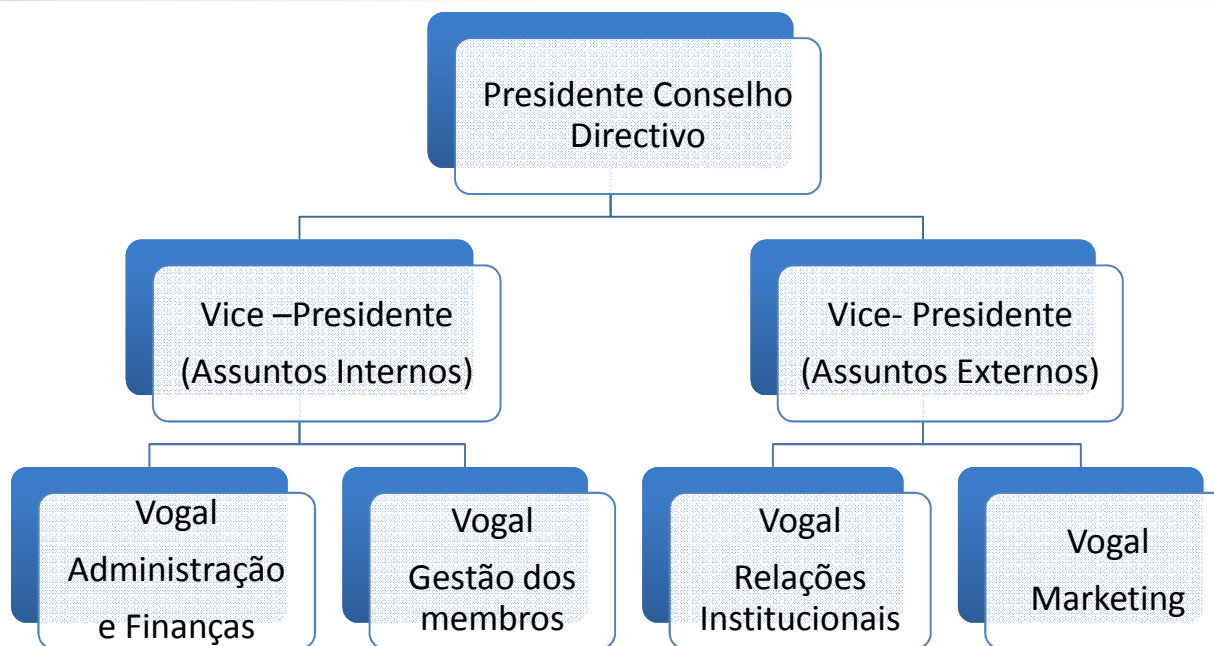 Presidente Conselho
Directivo
Vice –Presidente
(Assuntos Internos)
Vice- Presidente
(Assuntos Externos)
Vogal
Administração
e Finanças
Vogal
Gestão dos
membros
Vogal
Relações
Institucionais
Vogal
Marketing